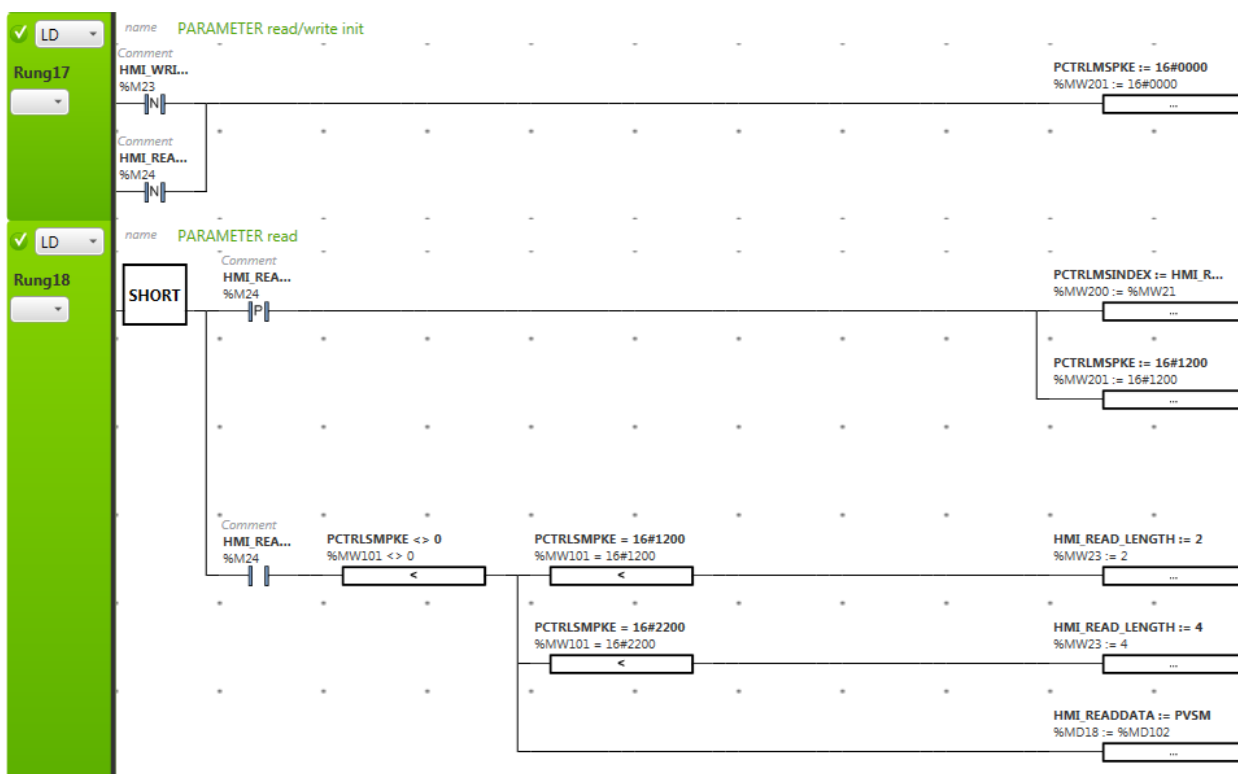 LD
name PARAMETER read/write init
Rung17
Comment
HMI_WRI...
%M23
N
PCTRLMSPKE := 16#0000
%MW201 := 16#0000
...
Comment
HMI_REA...
%M24
N
LD
name PARAMETER read
Rung18
SHORT
Comment
HMI_REA...
%M24
P
PCTRLMSINDEX := HMI_R...
%MW200 := %MW21
...
PCTRLMSPKE := 16#1200
%MW201 := 16#1200
...
Comment
HMI_REA...
%M24
PCTRLSMPKE <> 0
%MW101 <> 0
<
PCTRLSMPKE = 16#1200
%MW101 = 16#1200
<
HMI_READ_LENGTH := 2
%MW23 := 2
...
PCTRLSMPKE = 16#2200
%MW101 = 16#2200
<
HMI_READ_LENGTH := 4
%MW23 := 4
...
HMI_READDATA := PVSM
%MD18 := %MD102
...